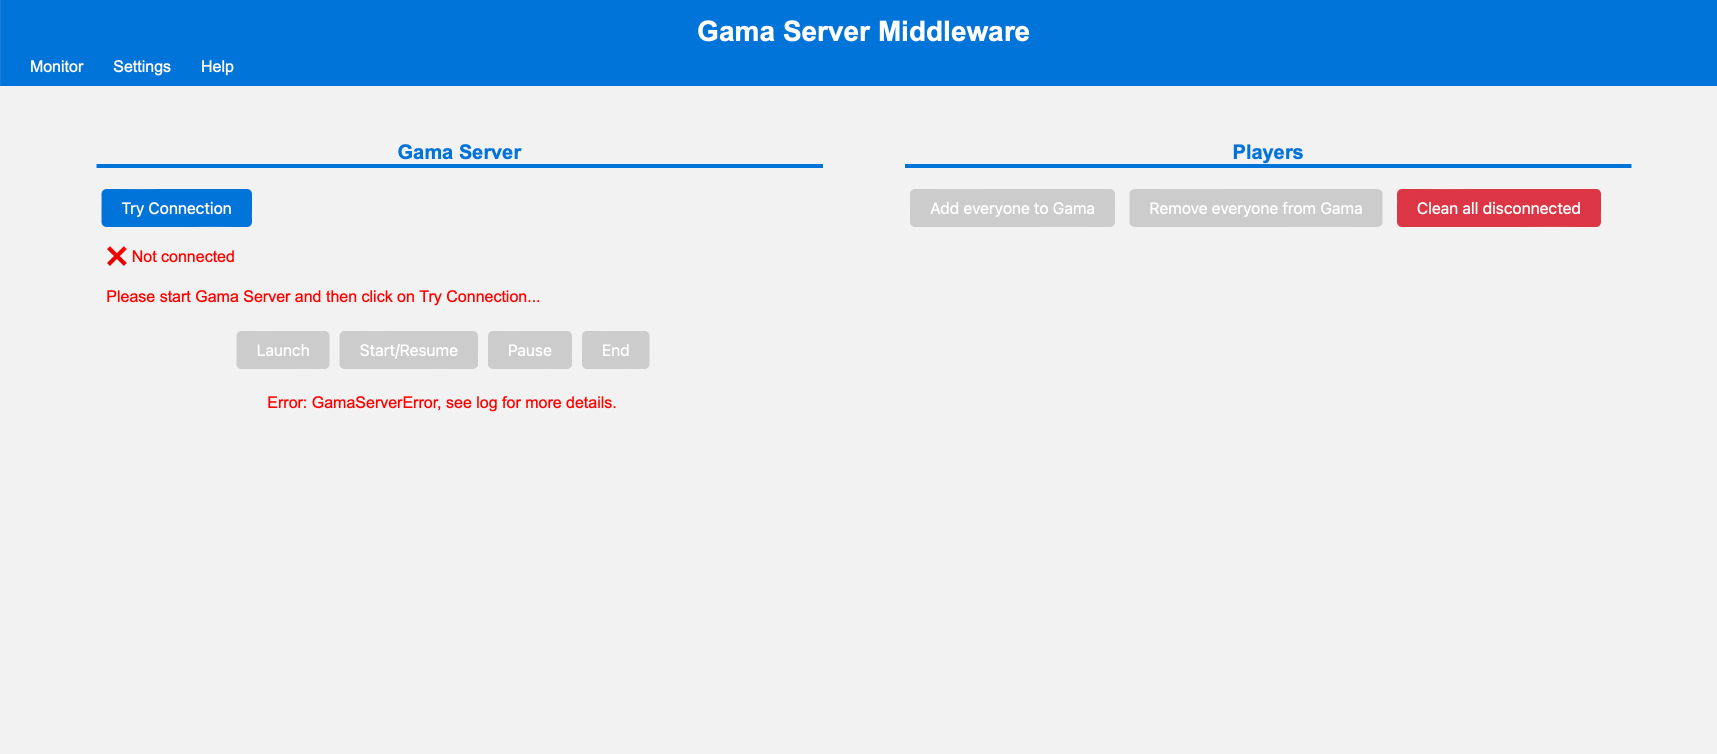 Gama Server Middleware
Monitor Settings Help
Gama Server
Try Connection
Not connected
Please start Gama Server and then click on Try Connection...
Launch Start/Resume Pause End
Error: GamaServerError, see log for more details.
Players
Add everyone to Gama Remove everyone from Gama Clean all disconnected